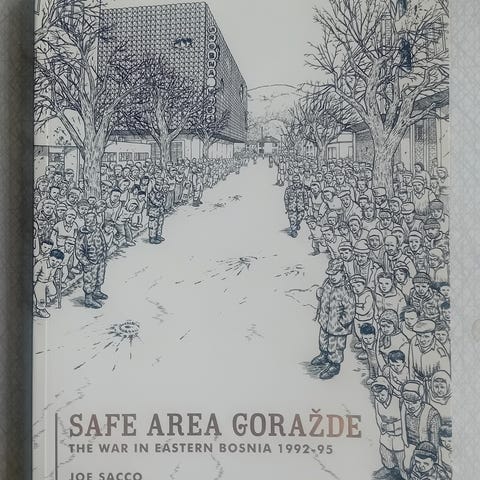 SAFE AREA GORAŽDE
THE WAR IN EASTERN BOSNIA 1992-95
JOE SACCO